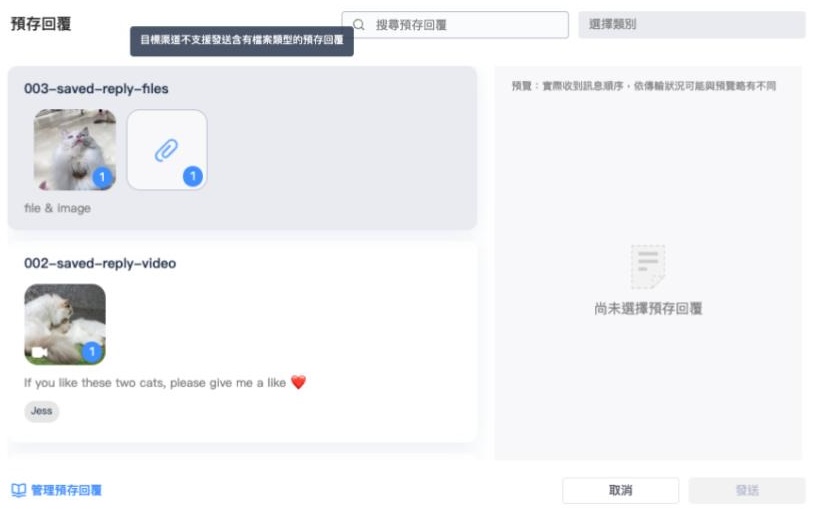 預存回覆
搜尋預存回覆
選擇類別
目標渠道不支援發送含有檔案類型的預存回覆
003-saved-reply-files
1
1
file & image
002-saved-reply-video
1
If you like these two cats, please give me a like ❤️
Jess
預覽：實際收到訊息順序，依傳輸狀況可能與預覽略有不同
尚未選擇預存回覆
管理預存回覆
取消
發送